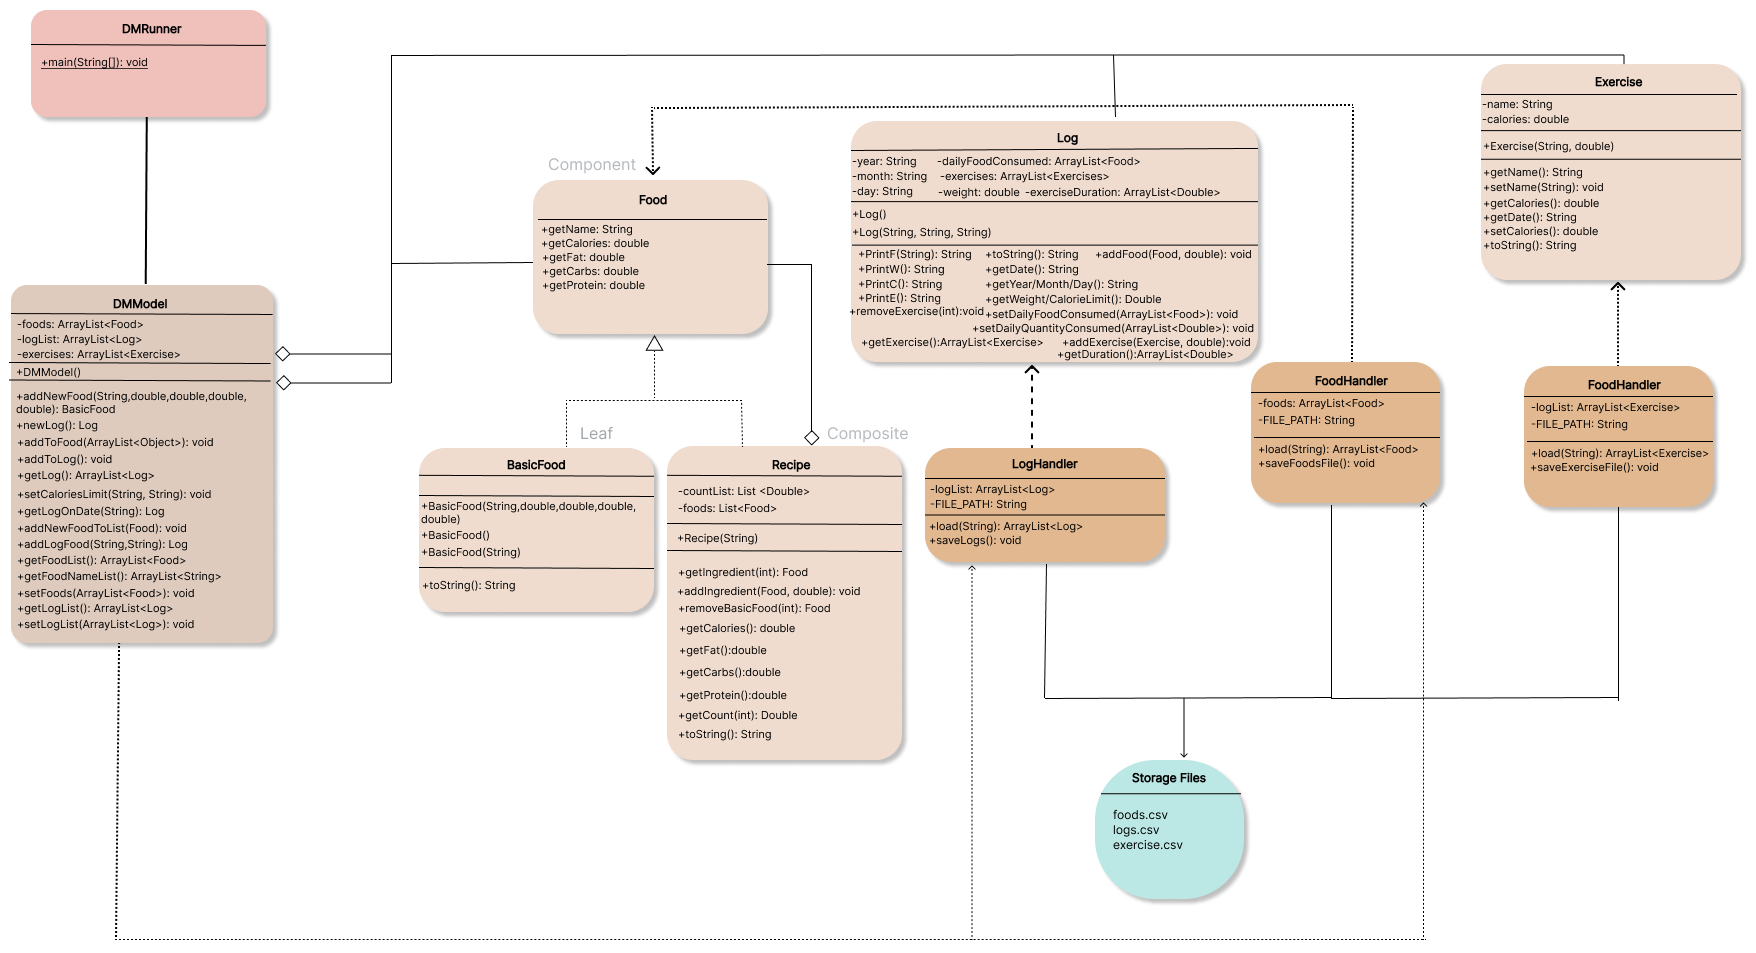 DMRunner
+main(String[]): void
DMModel
-foods: ArrayList<Food>
-logList: ArrayList<Log>
-exercises: ArrayList<Exercise>
+DMModel()
+addNewFood(String,double,double,double,
double): BasicFood
+newLog(): Log
+addToFood(ArrayList<Object>): void
+addToLog(): void
+getLog(): ArrayList<Log>
+setCaloriesLimit(String, String): void
+getLogOnDate(String): Log
+addNewFoodToList(Food): void
+addLogFood(String,String): Log
+getFoodList(): ArrayList<Food>
+getFoodNameList(): ArrayList<String>
+setFoods(ArrayList<Food>): void
+getLogList(): ArrayList<Log>
+setLogList(ArrayList<Log>): void
Component
Food
+getName: String
+getCalories: double
+getFat: double
+getCarbs: double
+getProtein: double
Leaf
BasicFood
+BasicFood(String,double,double,double,
double)
+BasicFood()
+BasicFood(String)
+toString(): String
Composite
Recipe
-countList: List <Double>
-foods: List<Food>
+Recipe(String)
+getIngredient(int): Food
+addIngredient(Food, double): void
+removeBasicFood(int): Food
+getCalories(): double
+getFat():double
+getCarbs():double
+getProtein():double
+getCount(int): Double
+toString(): String
Log
-year: String -dailyFoodConsumed: ArrayList<Food>
-month: String -exercises: ArrayList<Exercises>
-day: String -weight: double -exerciseDuration: ArrayList<Double>
+Log()
+Log(String, String, String)
+PrintF(String): String +toString(): String +addFood(Food, double): void
+PrintW(): String +getDate(): String
+PrintC(): String +getYear/Month/Day(): String
+PrintE(): String +getWeight/CalorieLimit(): Double
+removeExercise(int):void +setDailyFoodConsumed(ArrayList<Food>): void
+setDailyQuantityConsumed(ArrayList<Double>): void
+getExercise():ArrayList<Exercise> +addExercise(Exercise, double):void
+getDuration():ArrayList<Double>
Exercise
-name: String
-calories: double
+Exercise(String, double)
+getName(): String
+setName(String): void
+getCalories(): double
+getDate(): String
+setCalories(): double
+toString(): String
LogHandler
-logList: ArrayList<Log>
-FILE_PATH: String
+load(String): ArrayList<Log>
+saveLogs(): void
FoodHandler
-foods: ArrayList<Food>
-FILE_PATH: String
+load(String): ArrayList<Food>
+saveFoodsFile(): void
FoodHandler
-logList: ArrayList<Exercise>
-FILE_PATH: String
+load(String): ArrayList<Exercise>
+saveExerciseFile(): void
Storage Files
foods.csv
logs.csv
exercise.csv